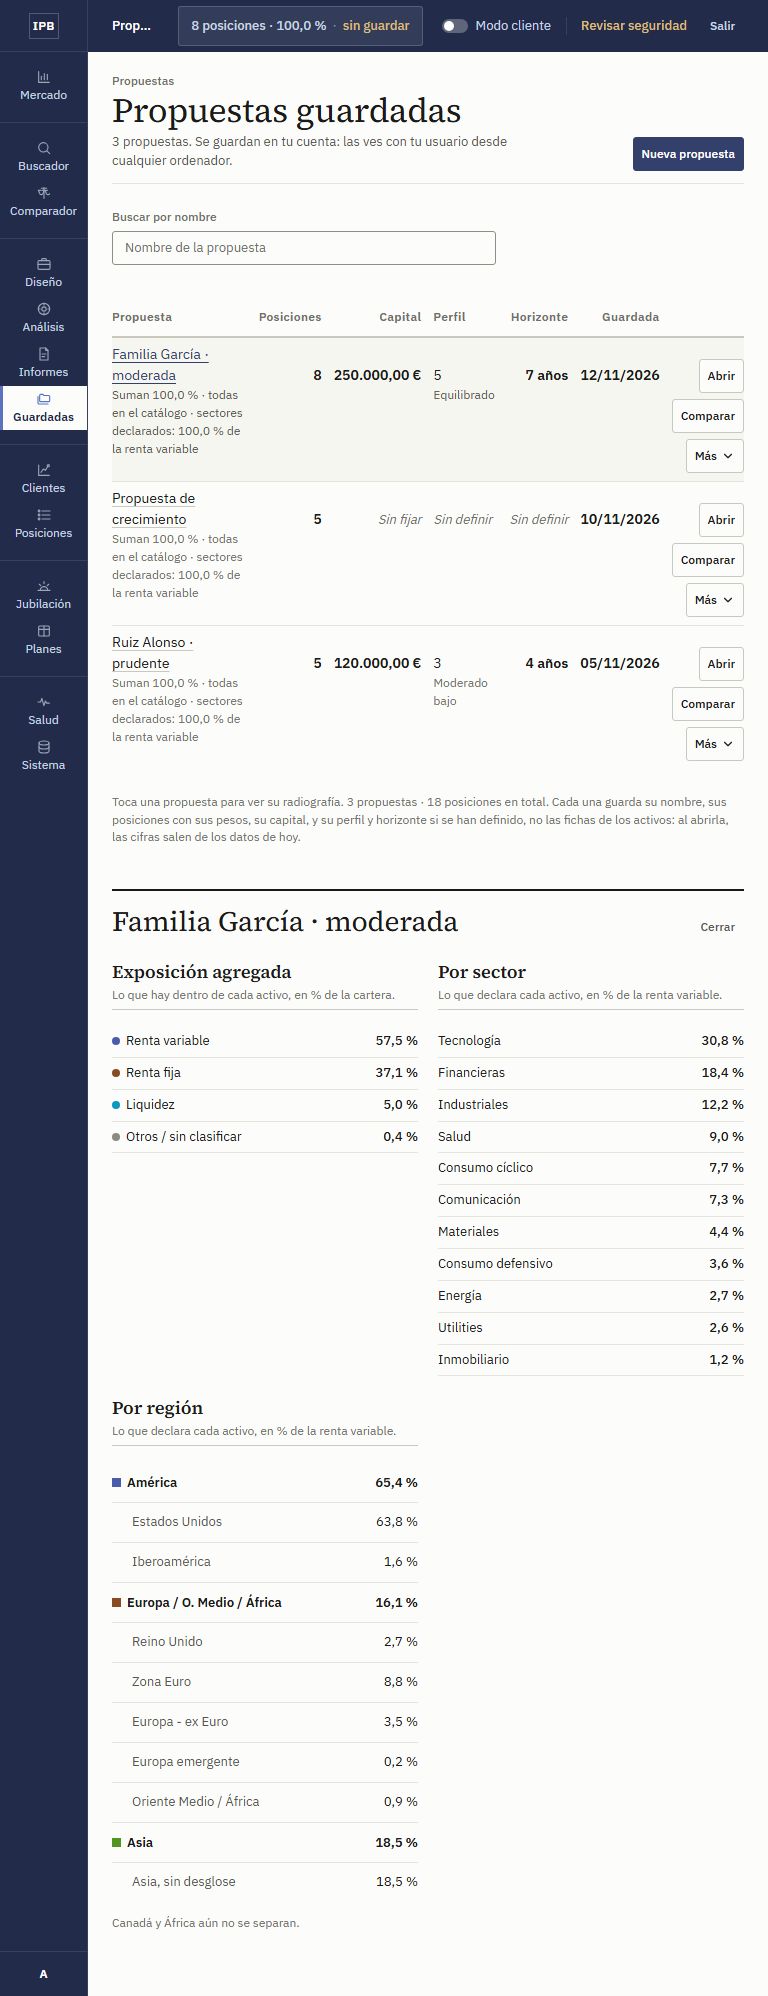 IPB
Prop...
8 posiciones · 100,0 % · sin guardar
Modo cliente
Revisar seguridad
Salir
Mercado
Buscador
Comparador
Diseño
Análisis
Informes
Guardadas
Clientes
Posiciones
Jubilación
Planes
Salud
Sistema
A
Propuestas
Propuestas guardadas
3 propuestas. Se guardan en tu cuenta: las ves con tu usuario desde
cualquier ordenador.
Nueva propuesta
Buscar por nombre
Nombre de la propuesta
Propuesta Posiciones Capital Perfil Horizonte Guardada
Familia García ·
moderada
Suman 100,0 % · todas
en el catálogo · sectores
declarados: 100,0 % de
la renta variable
8 250.000,00 € 5 7 años 12/11/2026
Equilibrado
Abrir
Comparar
Más
Propuesta de
crecimiento
Suman 100,0 % · todas
en el catálogo · sectores
declarados: 100,0 % de
la renta variable
5 Sin fijar Sin definir Sin definir 10/11/2026
Abrir
Comparar
Más
Ruiz Alonso ·
prudente
Suman 100,0 % · todas
en el catálogo · sectores
declarados: 100,0 % de
la renta variable
5 120.000,00 € 3 4 años 05/11/2026
Moderado
bajo
Abrir
Comparar
Más
Toca una propuesta para ver su radiografía. 3 propuestas · 18 posiciones en total. Cada una guarda su nombre, sus
posiciones con sus pesos, su capital, y su perfil y horizonte si se han definido, no las fichas de los activos: al abrirla,
las cifras salen de los datos de hoy.
Familia García · moderada
Cerrar
Exposición agregada
Lo que hay dentro de cada activo, en % de la cartera.
Renta variable 57,5 %
Renta fija 37,1 %
Liquidez 5,0 %
Otros / sin clasificar 0,4 %
Por sector
Lo que declara cada activo, en % de la renta variable.
Tecnología 30,8 %
Financieras 18,4 %
Industriales 12,2 %
Salud 9,0 %
Consumo cíclico 7,7 %
Comunicación 7,3 %
Materiales 4,4 %
Consumo defensivo 3,6 %
Energía 2,7 %
Utilities 2,6 %
Inmobiliario 1,2 %
Por región
Lo que declara cada activo, en % de la renta variable.
América 65,4 %
Estados Unidos 63,8 %
Iberoamérica 1,6 %
Europa / O. Medio / África 16,1 %
Reino Unido 2,7 %
Zona Euro 8,8 %
Europa - ex Euro 3,5 %
Europa emergente 0,2 %
Oriente Medio / África 0,9 %
Asia 18,5 %
Asia, sin desglose 18,5 %
Canadá y África aún no se separan.